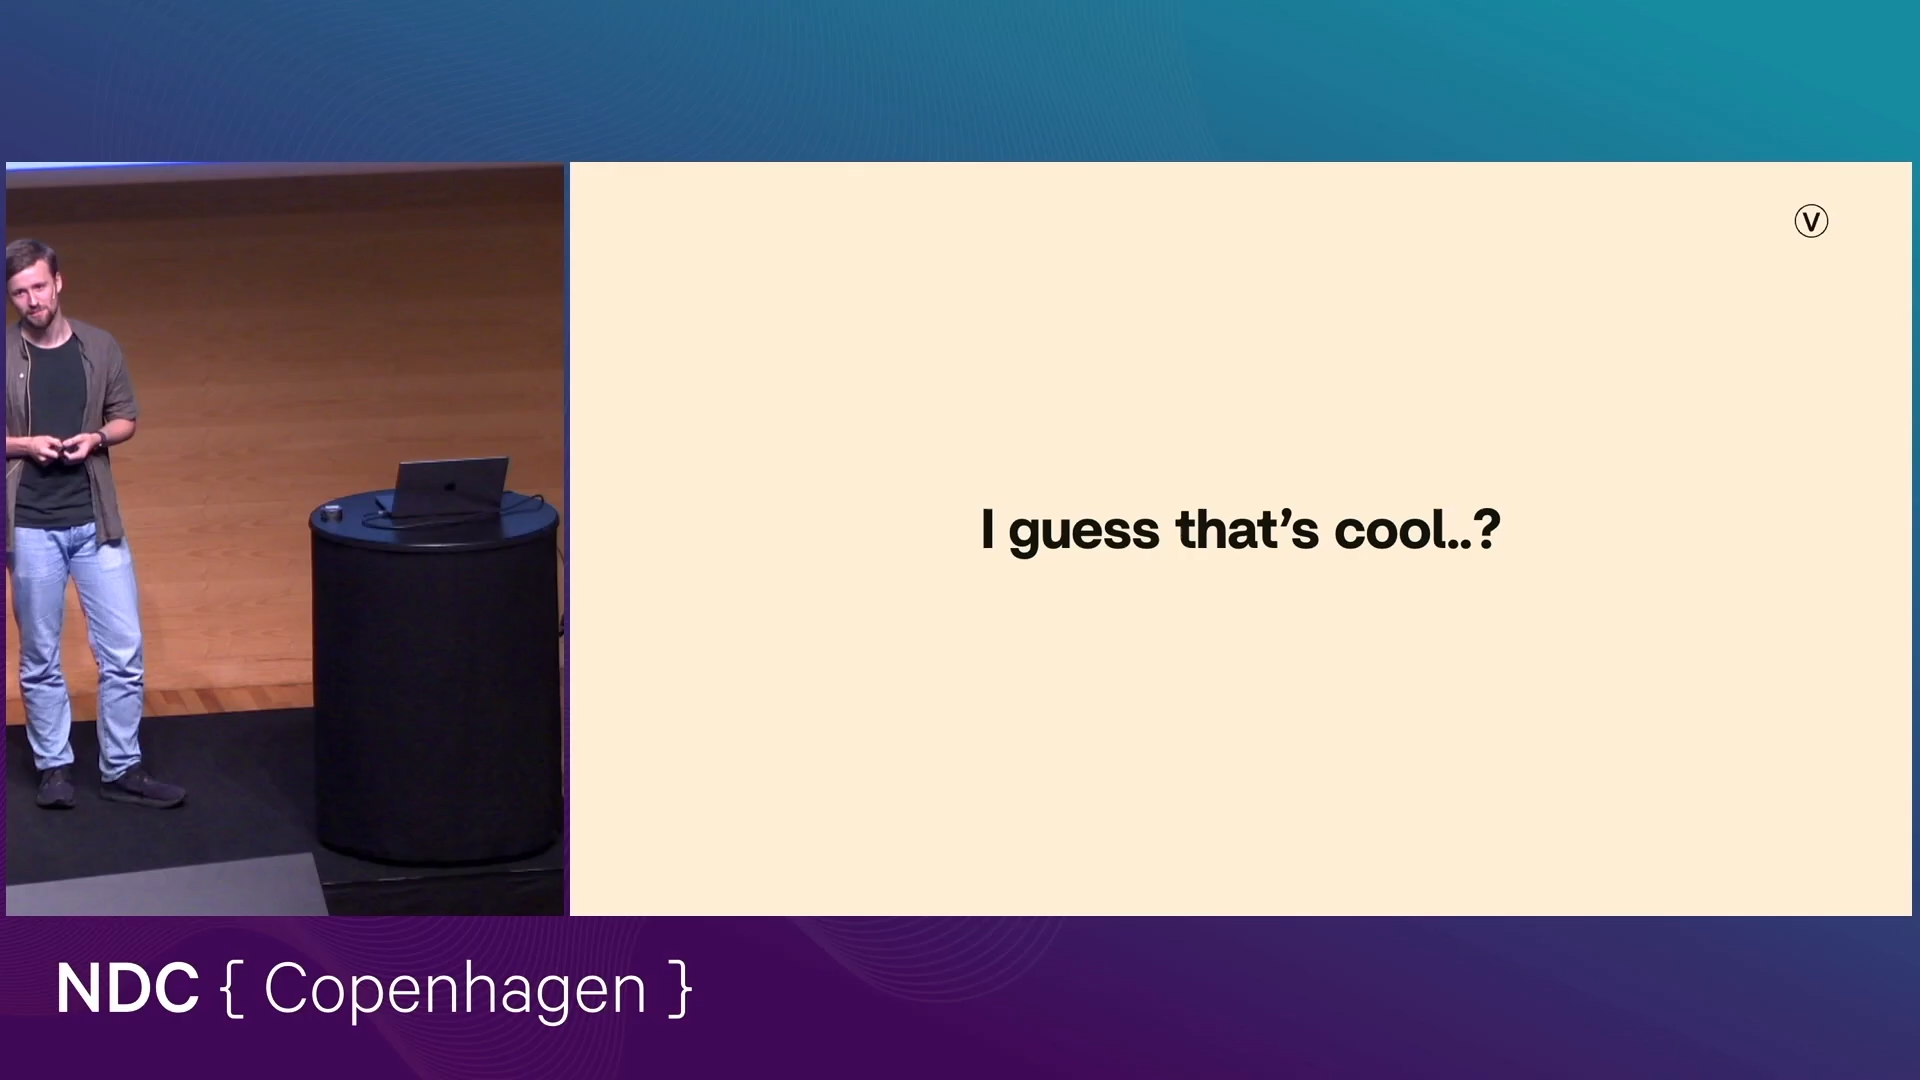 V
I guess that’s cool..?
NDC { Copenhagen }